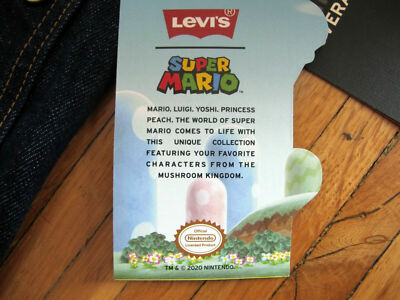 LEVI'S®
SUPER
MARIO™
MARIO. LUIGI. YOSHI. PRINCESS
PEACH. THE WORLD OF SUPER
MARIO COMES TO LIFE WITH
THIS UNIQUE COLLECTION
FEATURING YOUR FAVORITE
CHARACTERS FROM THE
MUSHROOM KINGDOM.
Official
Nintendo
Licensed Product
TM & © 2020 NINTENDO.